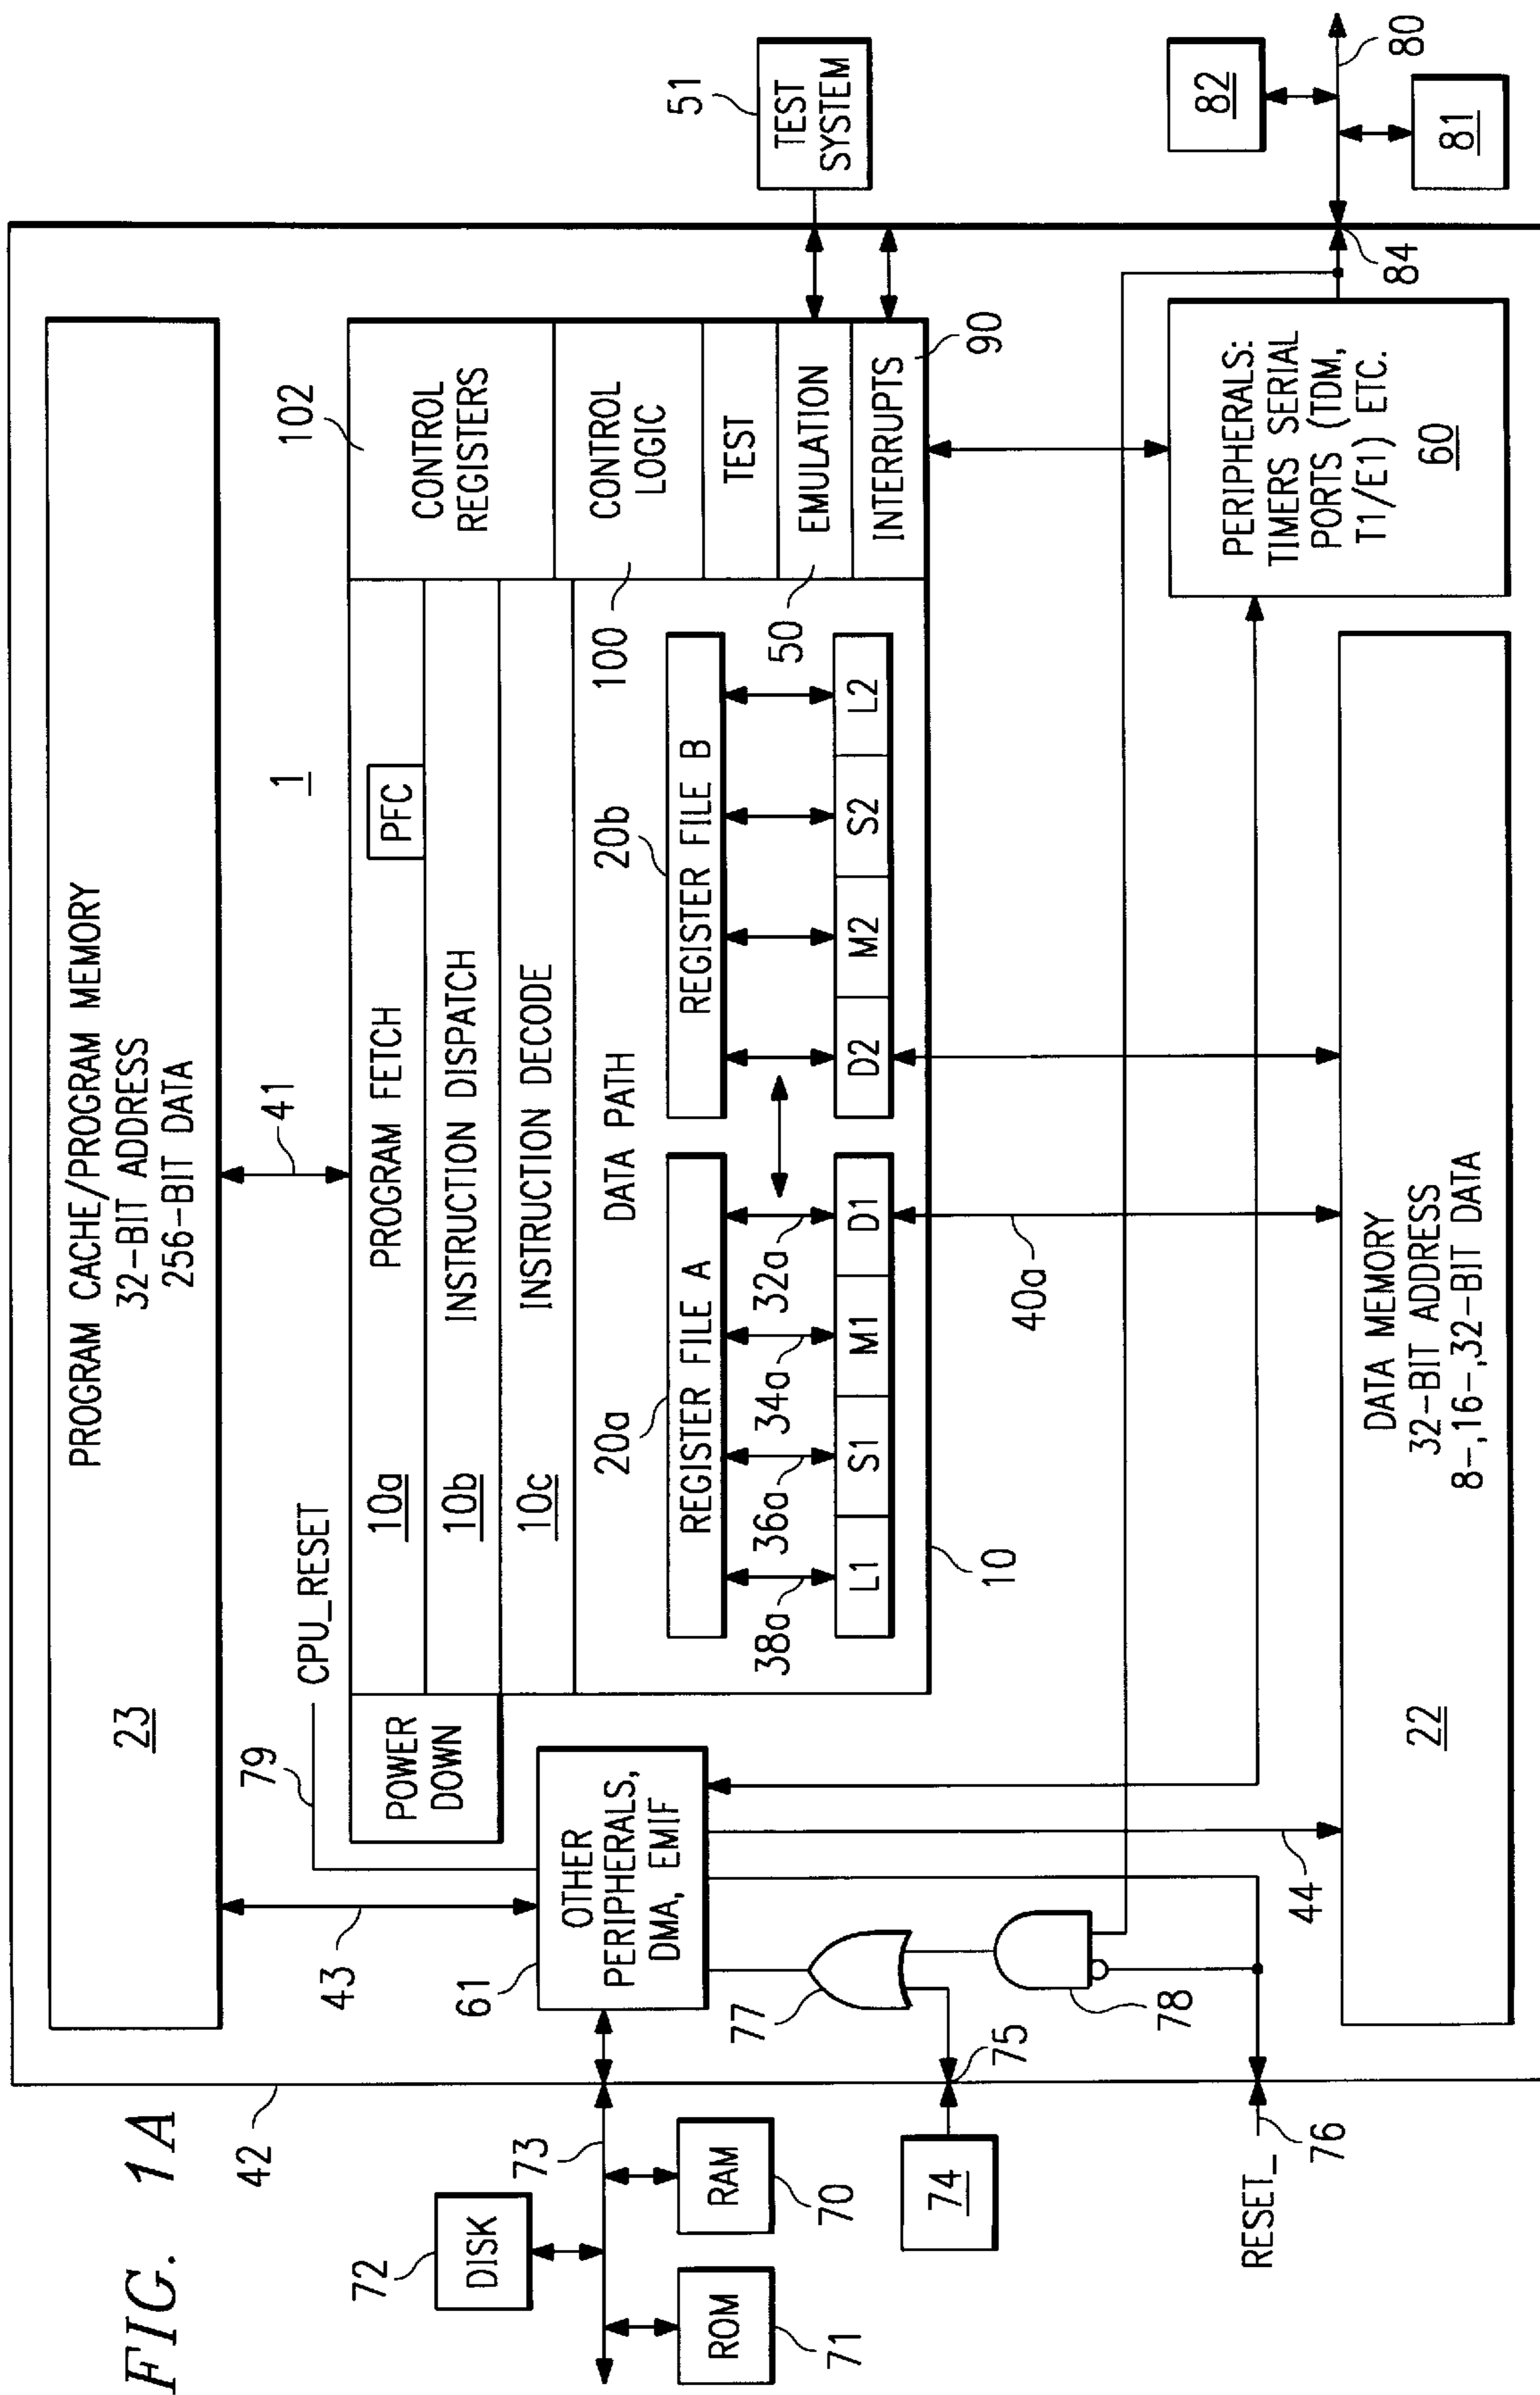 FIG. 1A
42
PROGRAM CACHE/PROGRAM MEMORY
32-BIT ADDRESS
256-BIT DATA
23
43
79
CPU_RESET
41
1
102
POWER
DOWN
10a
PROGRAM FETCH
PFC
10b
INSTRUCTION DISPATCH
10c
INSTRUCTION DECODE
DATA PATH
CONTROL
REGISTERS
CONTROL
LOGIC
100
TEST
EMULATION
50
INTERRUPTS
90
51
TEST
SYSTEM
20a
REGISTER FILE A
20b
REGISTER FILE B
38a
36a
34a
32a
L1
S1
M1
D1
D2
M2
S2
L2
10
40a
72
DISK
73
ROM
71
RAM
70
61
OTHER
PERIPHERALS,
DMA, EMIF
77
74
75
78
RESET_
76
44
22
DATA MEMORY
32-BIT ADDRESS
8-,16-,32-BIT DATA
PERIPHERALS:
TIMERS SERIAL
PORTS (TDM,
T1/E1) ETC.
60
84
82
81
80